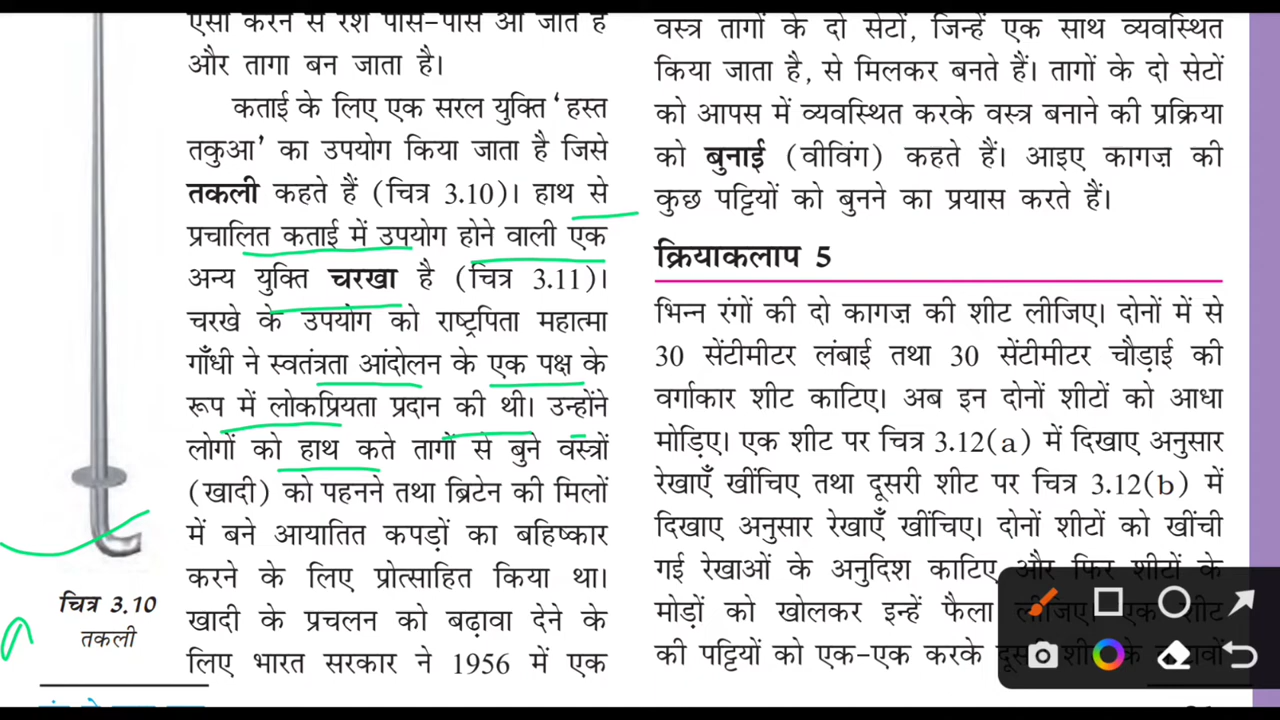 ऐसा करने से रेशे पास-पास आ जाते हैं
और तागा बन जाता है।
कताई के लिए एक सरल युक्ति ‘हस्त
तकुआ’ का उपयोग किया जाता है जिसे
तकली कहते हैं (चित्र 3.10)। हाथ से
प्रचालित कताई में उपयोग होने वाली एक
अन्य युक्ति चरखा है (चित्र 3.11)।
चरखे के उपयोग को राष्ट्रपिता महात्मा
गाँधी ने स्वतंत्रता आंदोलन के एक पक्ष के
रूप में लोकप्रियता प्रदान की थी। उन्होंने
लोगों को हाथ कते तागों से बुने वस्त्रों
(खादी) को पहनने तथा ब्रिटेन की मिलों
में बने आयातित कपड़ों का बहिष्कार
करने के लिए प्रोत्साहित किया था।
खादी के प्रचलन को बढ़ावा देने के
लिए भारत सरकार ने 1956 में एक
चित्र 3.10
तकली
वस्त्र तागों के दो सेटों, जिन्हें एक साथ व्यवस्थित
किया जाता है, से मिलकर बनते हैं। तागों के दो सेटों
को आपस में व्यवस्थित करके वस्त्र बनाने की प्रक्रिया
को बुनाई (वीविंग) कहते हैं। आइए कागज़ की
कुछ पट्टियों को बुनने का प्रयास करते हैं।
क्रियाकलाप 5
भिन्न रंगों की दो कागज़ की शीट लीजिए। दोनों में से
30 सेंटीमीटर लंबाई तथा 30 सेंटीमीटर चौड़ाई की
वर्गाकार शीट काटिए। अब इन दोनों शीटों को आधा
मोड़िए। एक शीट पर चित्र 3.12(a) में दिखाए अनुसार
रेखाएँ खींचिए तथा दूसरी शीट पर चित्र 3.12(b) में
दिखाए अनुसार रेखाएँ खींचिए। दोनों शीटों को खींची
गई रेखाओं के अनुदिश काटिए और फिर शीटों के
मोड़ों को खोलकर इन्हें फैला लीजिए। एक शीट
की पट्टियों को एक-एक करके